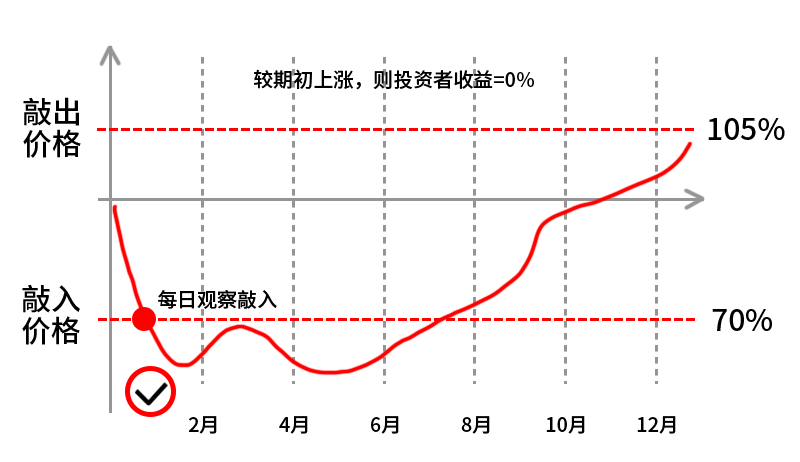 较期初上涨，则投资者收益=0%
敲出
价格
105%
每日观察敲入
敲入
价格
70%
2月
4月
6月
8月
10月
12月